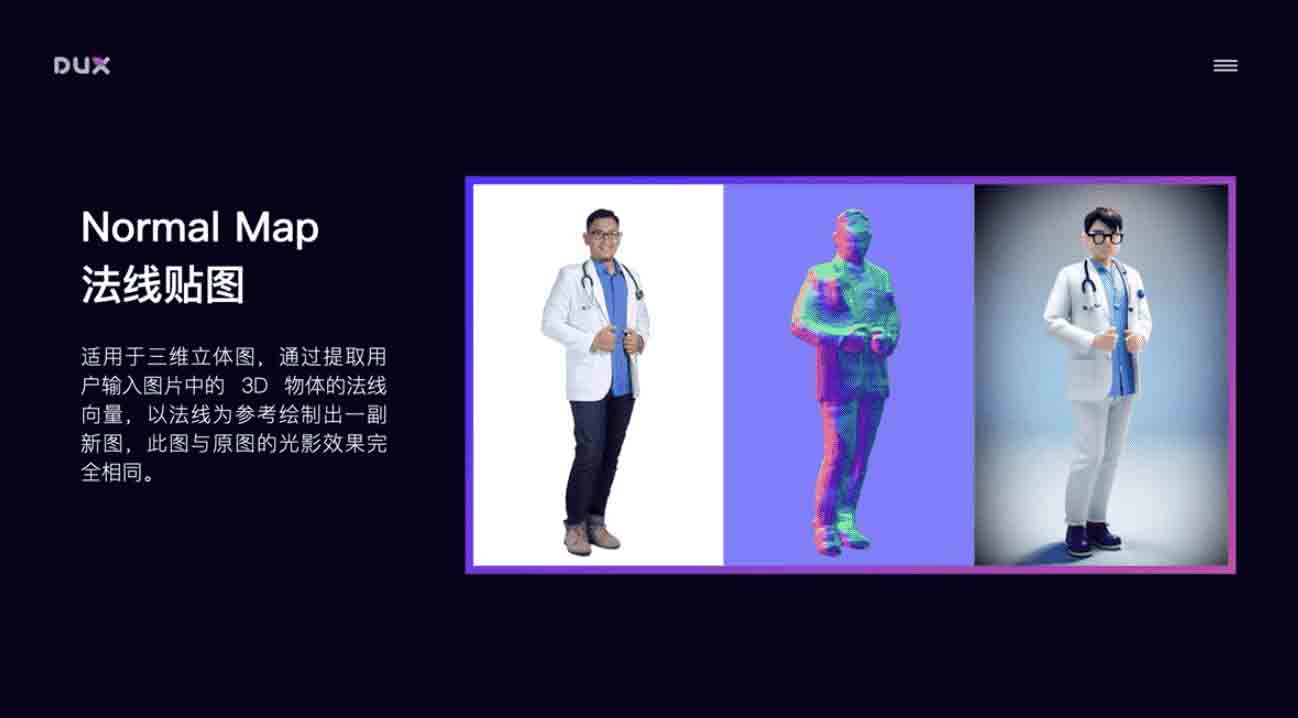 DUX
Normal Map
法线贴图
适用于三维立体图，通过提取用
户输入图片中的 3D 物体的法线
向量，以法线为参考绘制出一副
新图，此图与原图的光影效果完
全相同。